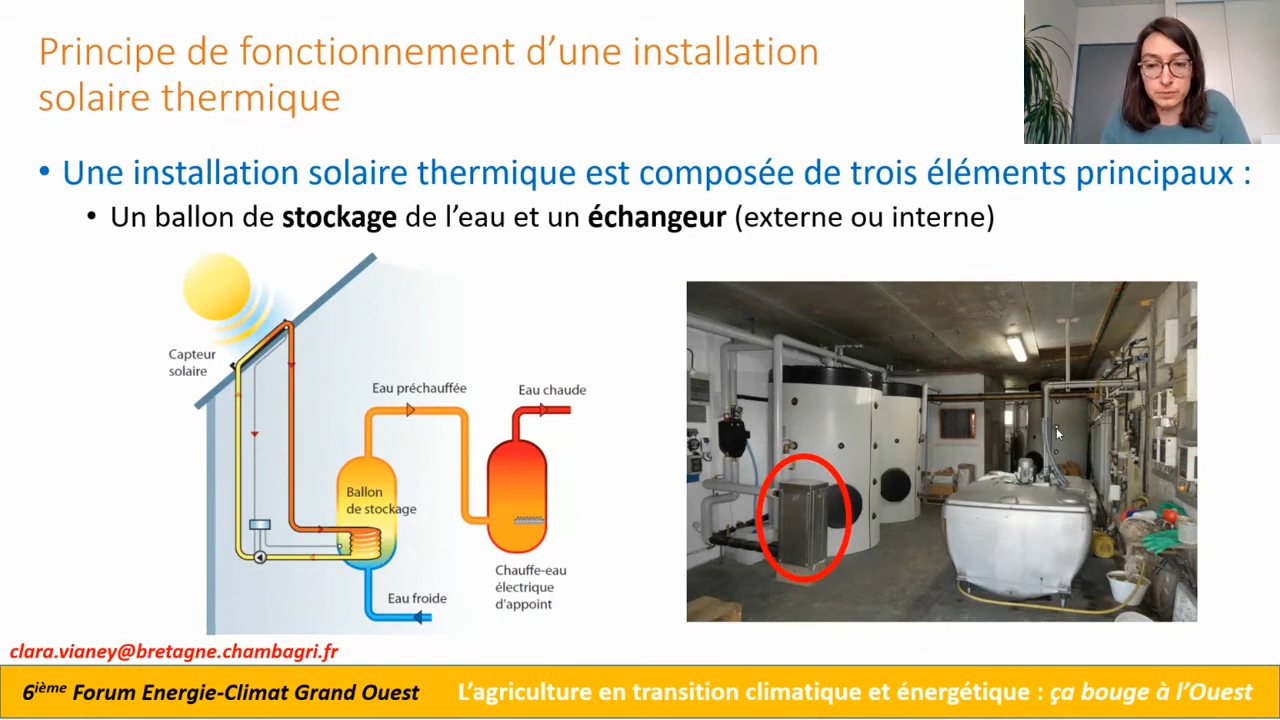 Principe de fonctionnement d’une installation
solaire thermique
• Une installation solaire thermique est composée de trois éléments principaux :
• Un ballon de stockage de l’eau et un échangeur (externe ou interne)
Capteur
solaire
Eau préchauffée
Eau chaude
Ballon
de stockage
Chauffe-eau
électrique
d’appoint
Eau froide
clara.vianey@bretagne.chambagri.fr
6ième Forum Energie-Climat Grand Ouest
L’agriculture en transition climatique et énergétique : ça bouge à l’Ouest